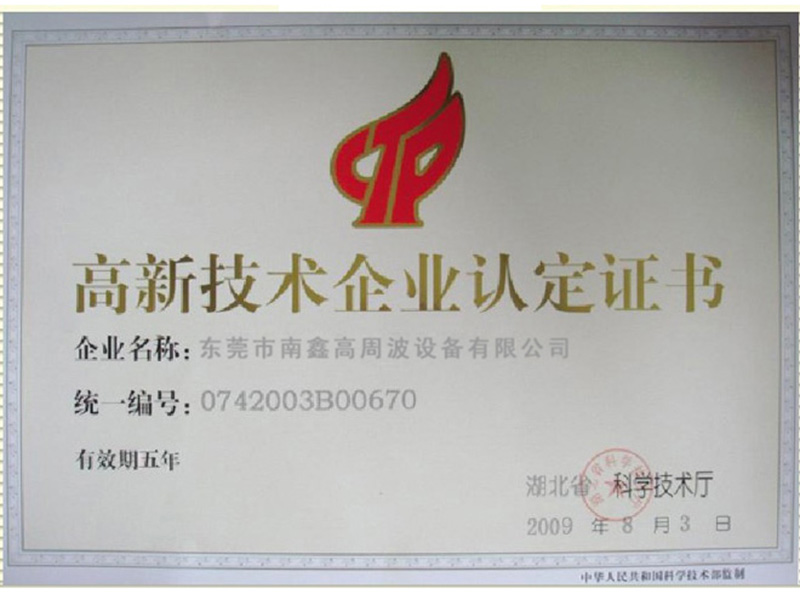 高新技术企业认定证书
企业名称：东莞市南鑫高周波设备有限公司
统一编号：0742003B00670
有效期五年
湖北省 科学技术厅
2009 年 8 月 3 日
中华人民共和国科学技术部监制